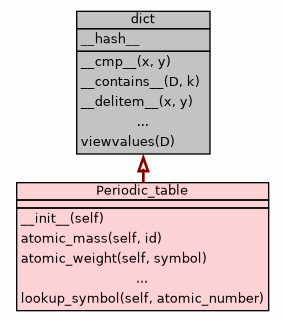 dict
__hash__
__cmp__(x, y)
__contains__(D, k)
__delitem__(x, y)
...
viewvalues(D)
Periodic_table
__init__(self)
atomic_mass(self, id)
atomic_weight(self, symbol)
...
lookup_symbol(self, atomic_number)